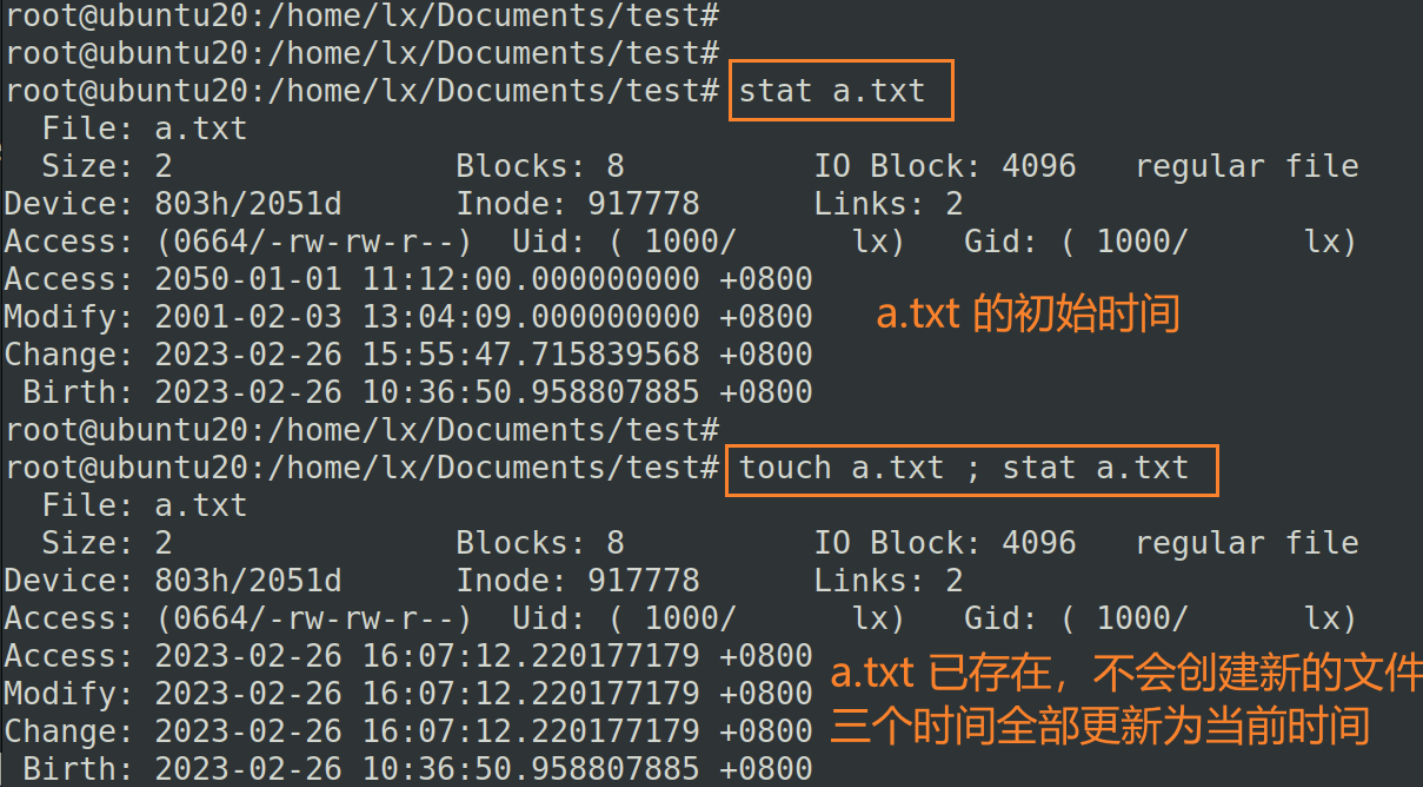 root@ubuntu20:/home/lx/Documents/test#
root@ubuntu20:/home/lx/Documents/test#
root@ubuntu20:/home/lx/Documents/test# stat a.txt
  File: a.txt
  Size: 2               Blocks: 8          IO Block: 4096   regular file
Device: 803h/2051d      Inode: 917778      Links: 2
Access: (0664/-rw-rw-r--)  Uid: ( 1000/      lx)   Gid: ( 1000/      lx)
Access: 2050-01-01 11:12:00.000000000 +0800
Modify: 2001-02-03 13:04:09.000000000 +0800
a.txt 的初始时间
Change: 2023-02-26 15:55:47.715839568 +0800
 Birth: 2023-02-26 10:36:50.958807885 +0800
root@ubuntu20:/home/lx/Documents/test#
root@ubuntu20:/home/lx/Documents/test# touch a.txt ; stat a.txt
  File: a.txt
  Size: 2               Blocks: 8          IO Block: 4096   regular file
Device: 803h/2051d      Inode: 917778      Links: 2
Access: (0664/-rw-rw-r--)  Uid: ( 1000/      lx)   Gid: ( 1000/      lx)
Access: 2023-02-26 16:07:12.220177179 +0800
a.txt 已存在，不会创建新的文件
Modify: 2023-02-26 16:07:12.220177179 +0800
Change: 2023-02-26 16:07:12.220177179 +0800
三个时间全部更新为当前时间
 Birth: 2023-02-26 10:36:50.958807885 +0800